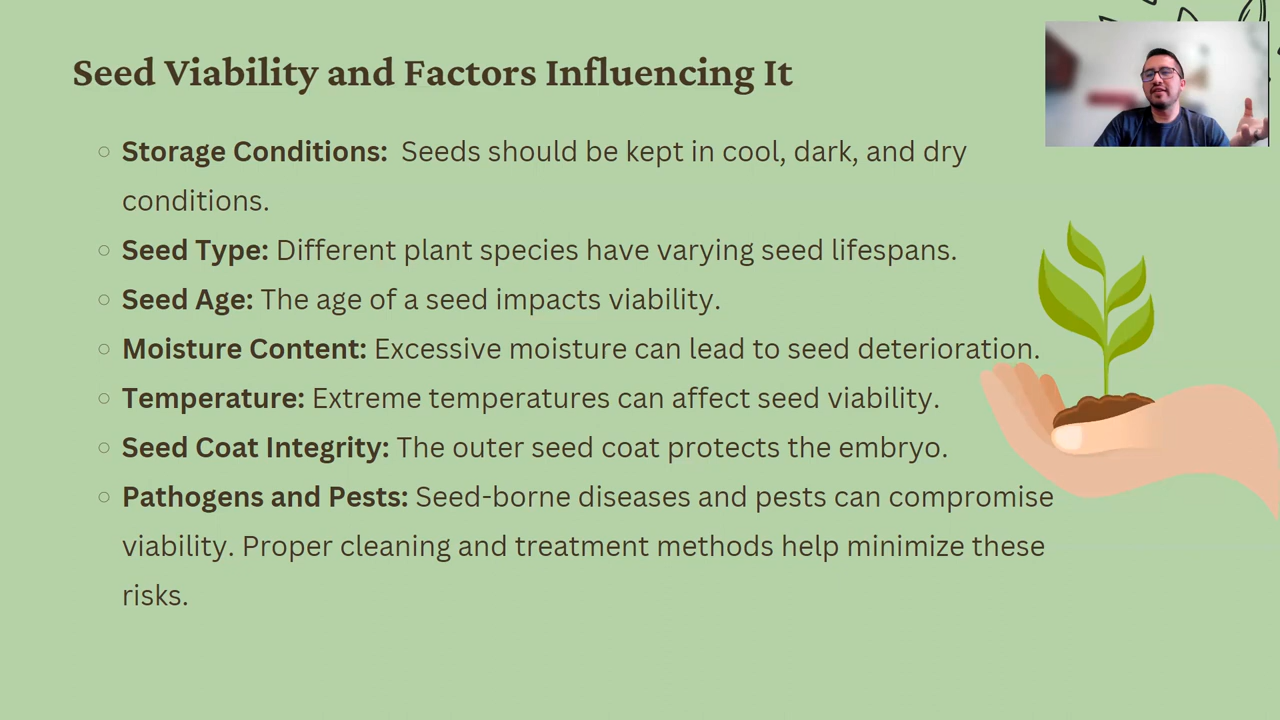 Seed Viability and Factors Influencing It
Storage Conditions: Seeds should be kept in cool, dark, and dry
conditions.
Seed Type: Different plant species have varying seed lifespans.
Seed Age: The age of a seed impacts viability.
Moisture Content: Excessive moisture can lead to seed deterioration.
Temperature: Extreme temperatures can affect seed viability.
Seed Coat Integrity: The outer seed coat protects the embryo.
Pathogens and Pests: Seed-borne diseases and pests can compromise
viability. Proper cleaning and treatment methods help minimize these
risks.